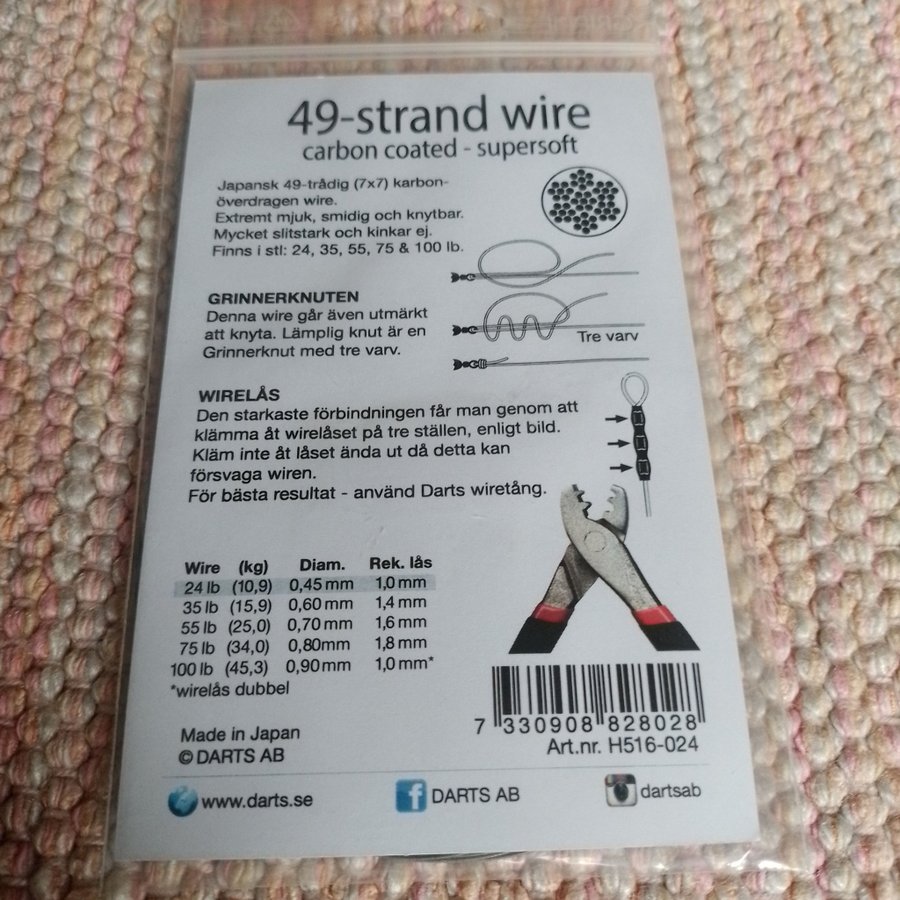 49-strand wire
carbon coated - supersoft
Japansk 49-trådig (7x7) karbon-
överdragen wire.
Extremt mjuk, smidig och knytbar.
Mycket slitstark och kinkar ej.
Finns i stl: 24, 35, 55, 75 & 100 lb.
GRINNERKNUTEN
Denna wire går även utmärkt
att knyta. Lämplig knut är en
Grinnerknut med tre varv.
Tre varv
WIRELÅS
Den starkaste förbindningen får man genom att
klämma åt wirelåset på tre ställen, enligt bild.
Kläm inte åt låset ända ut då detta kan
försvaga wiren.
För bästa resultat - använd Darts wiretång.
Wire (kg) Diam. Rek. lås
24 lb (10,9) 0,45 mm 1,0 mm
35 lb (15,9) 0,60 mm 1,4 mm
55 lb (25,0) 0,70 mm 1,6 mm
75 lb (34,0) 0,80mm 1,8 mm
100 lb (45,3) 0,90 mm 1,0 mm*
*wirelås dubbel
7 330908 828028
Art.nr. H516-024
Made in Japan
© DARTS AB
www.darts.se
f DARTS AB
dartsab